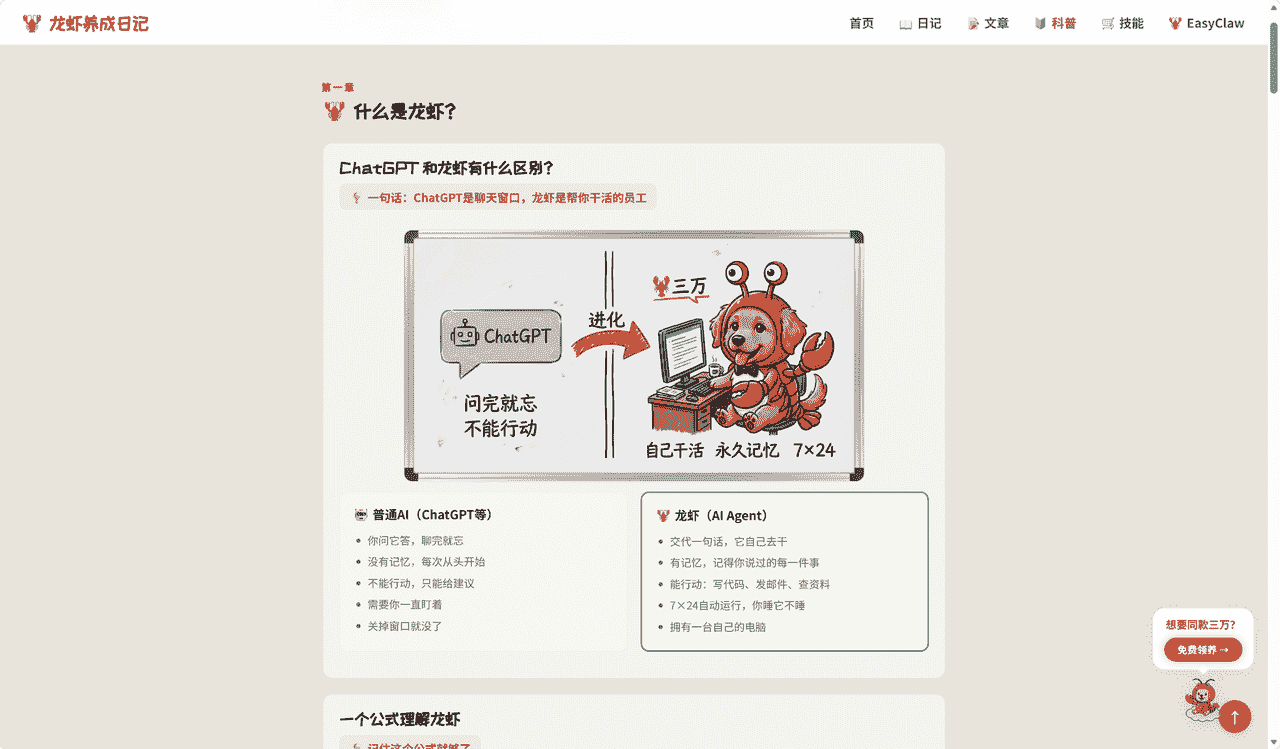 龙虾养成日记
首页 日记 文章 科普 技能 EasyClaw
第一章
什么是龙虾？
ChatGPT 和龙虾有什么区别？
一句话：ChatGPT是聊天窗口，龙虾是帮你干活的员工
三万
进化
ChatGPT
问完就忘
不能行动
自己干活 永久记忆 7×24
普通AI（ChatGPT等）
你问它答，聊完就忘
没有记忆，每次从头开始
不能行动，只能给建议
需要你一直盯着
关掉窗口就没了
龙虾（AI Agent）
交代一句话，它自己去干
有记忆，记得你说过的每一件事
能行动：写代码、发邮件、查资料
7×24自动运行，你睡它不睡
拥有一台自己的电脑
想要同款三万？
免费领养 →
一个公式理解龙虾
记住这个公式就够了